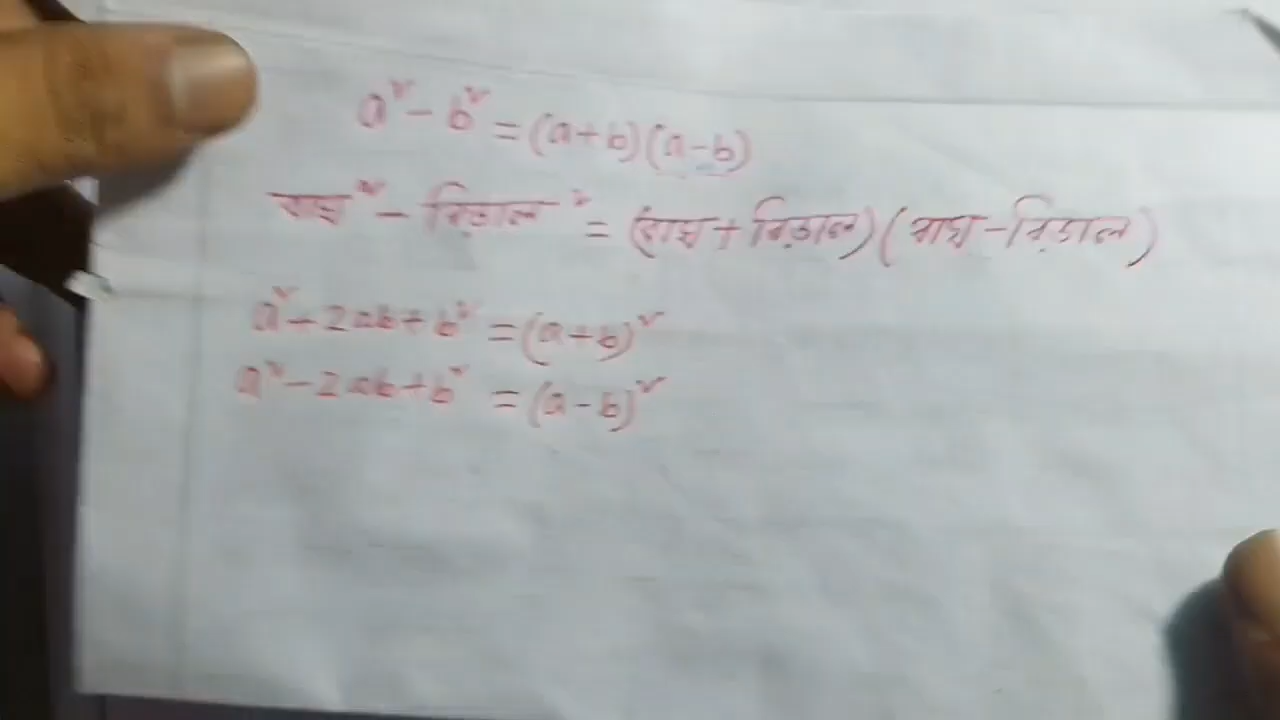 a² - b² = (a+b)(a-b)
বাঘ² - বিড়াল² = (বাঘ + বিড়াল)(বাঘ - বিড়াল)
a² + 2ab + b² = (a+b)²
a² - 2ab + b² = (a-b)²